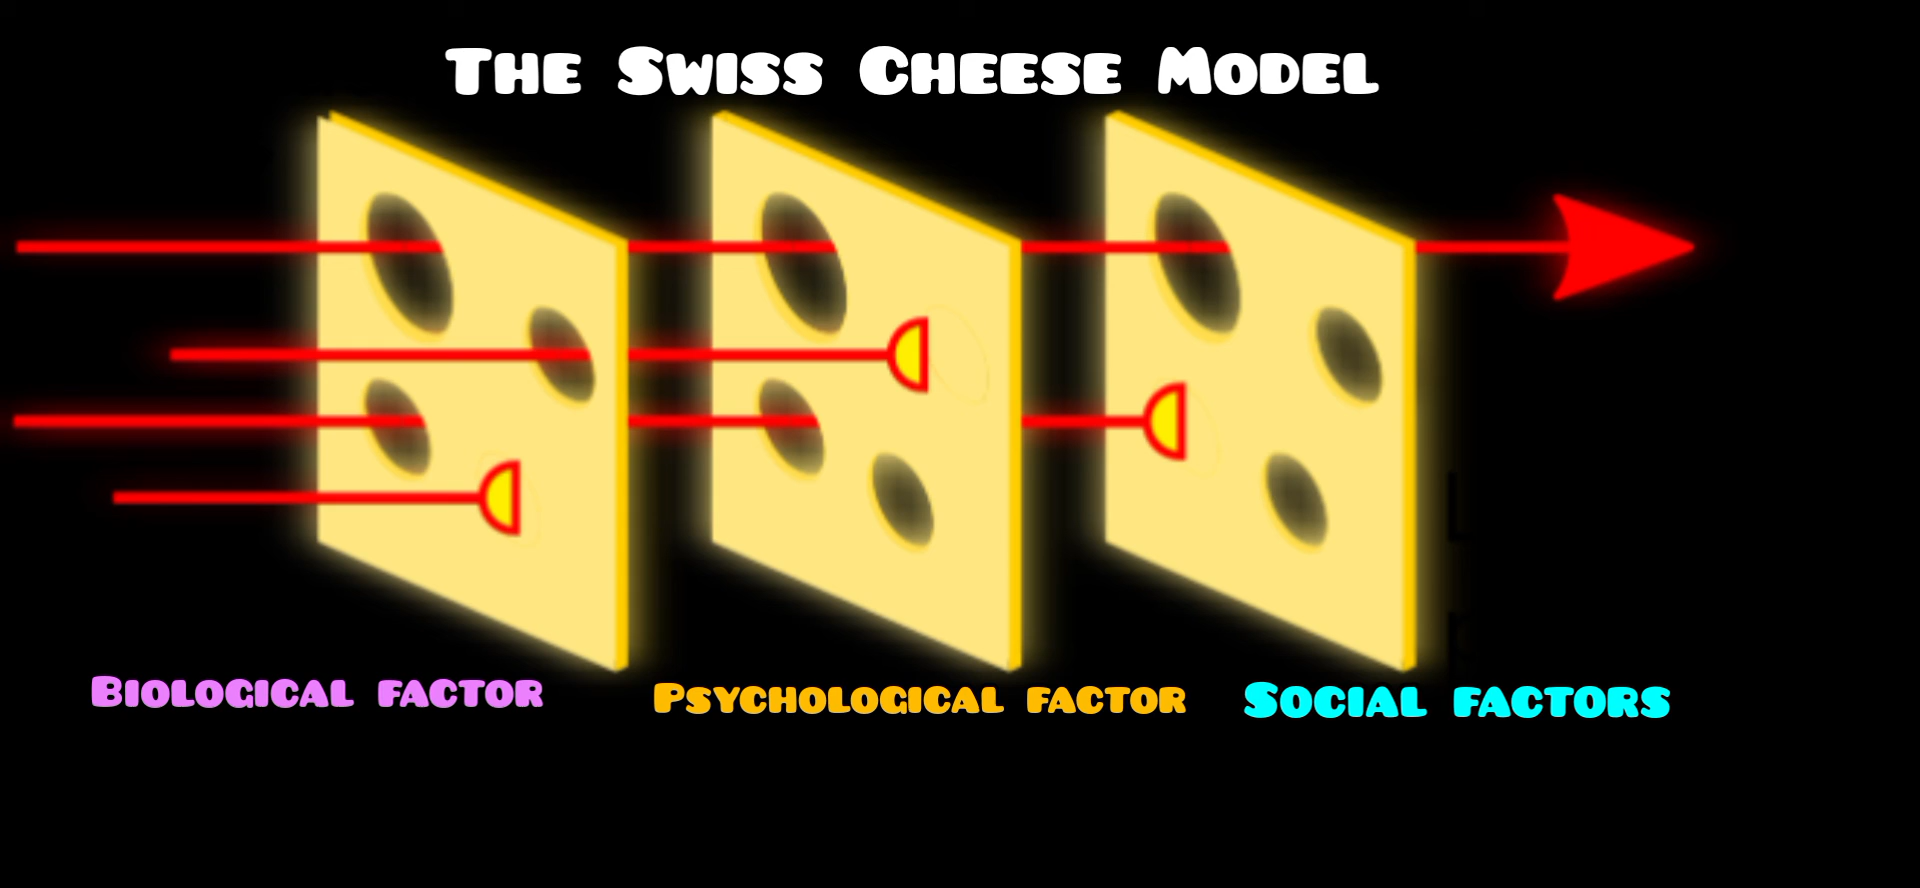 The Swiss Cheese Model
Biological factor
Psychological factor
Social factors